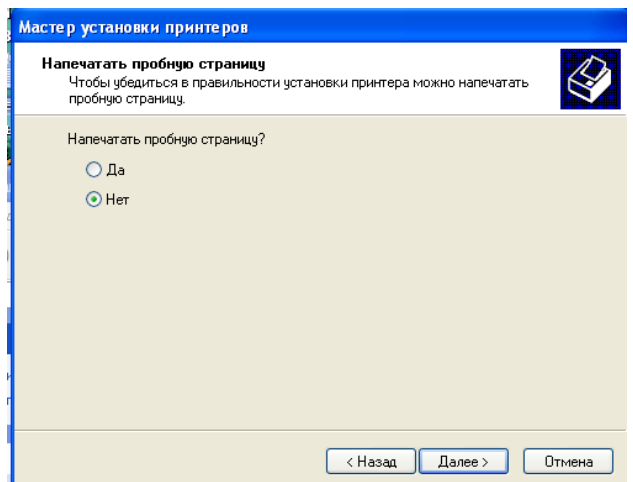 Мастер установки принтеров
Напечатать пробную страницу
Чтобы убедиться в правильности установки принтера можно напечатать
пробную страницу.
Напечатать пробную страницу?
Да
Нет
< Назад
Далее >
Отмена